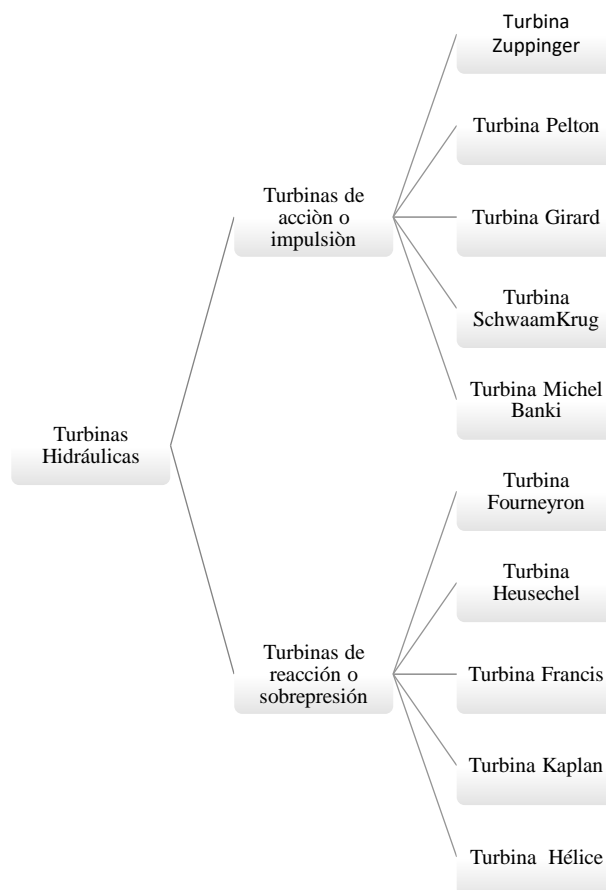 Turbinas
Hidráulicas
Turbinas de
acciòn o
impulsiòn
Turbina
Zuppinger
Turbina Pelton
Turbina Girard
Turbina
SchwaamKrug
Turbina Michel
Banki
Turbinas de
reacción o
sobrepresión
Turbina
Fourneyron
Turbina
Heusechel
Turbina Francis
Turbina Kaplan
Turbina Hélice